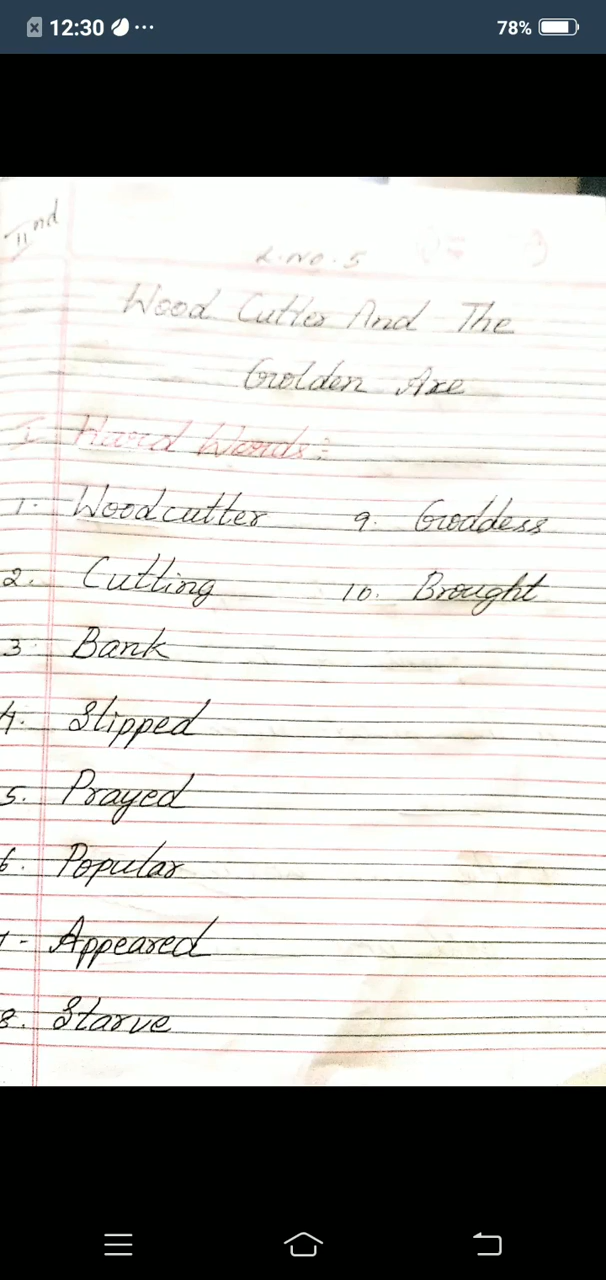 12:30
78%
IInd
L.No.5
Wood Cutter And The
Golden Axe
I Hard Words:
1. Woodcutter 9. Goddess
2. Cutting 10. Brought
3. Bank
4. Slipped
5. Prayed
6. Popular
7. Appeared
8. Starve